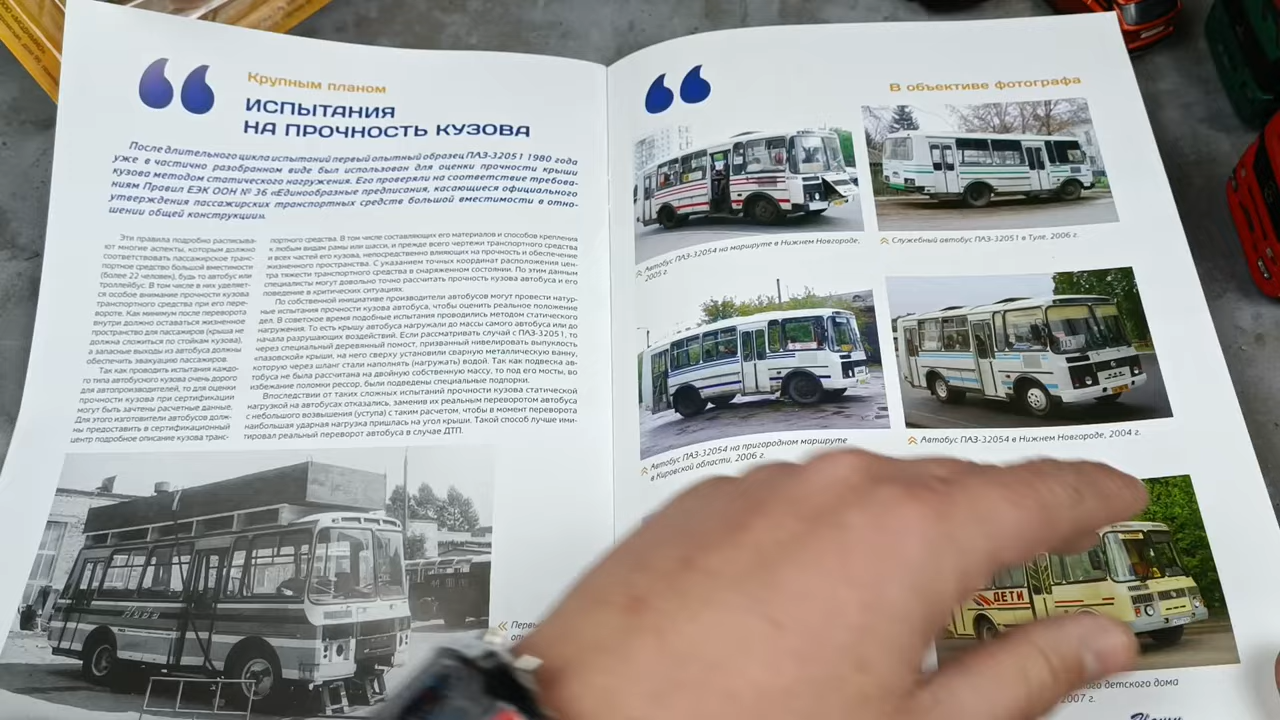 Крупным планом
ИСПЫТАНИЯ
НА ПРОЧНОСТЬ КУЗОВА
После длительного цикла испытаний первый опытный образец ПАЗ-32051 1980 года
уже в частично разобранном виде был использован для оценки прочности крыши
кузова методом статического нагружения. Его проверяли на соответствие требова-
ниям Правил ЕЭК ООН № 36 «Единообразные предписания, касающиеся официального
утверждения пассажирских транспортных средств большой вместимости в отно-
шении общей конструкции».
Эти правила подробно расписыва-
ют многие аспекты, которым должно
соответствовать пассажирское транс-
портное средство большой вместимости
(более 22 человек), будь то автобус или
троллейбус. В том числе в них уделяет-
ся особое внимание прочности кузова
транспортного средства при его пере-
вороте. Как минимум после переворота
внутри должно оставаться жизненное
пространство для пассажиров (крыша не
должна сложиться по стойкам кузова),
а запасные выходы из автобуса должны
обеспечить эвакуацию пассажиров.
Так как проводить испытания каждо-
го типа автобусного кузова очень дорого
для автопроизводителей, то для оценки
прочности кузова при сертификации
могут быть зачтены расчетные данные.
Для этого изготовители автобусов долж-
ны предоставить в сертификационный
центр подробное описание кузова транс-
портного средства. В том числе составляющих его материалов и способов крепления
к любым видам рамы или шасси, и прежде всего чертежи транспортного средства
и всех частей его кузова, непосредственно влияющих на прочность и обеспечение
жизненного пространства. С указанием точных координат расположения цен-
тра тяжести транспортного средства в снаряженном состоянии. По этим данным
специалисты могут довольно точно рассчитать прочность кузова автобуса и его
поведение в критических ситуациях.
По собственной инициативе производители автобусов могут провести натур-
ные испытания прочности кузова автобуса, чтобы оценить реальное положение
дел. В советское время подобные испытания проводились методом статического
нагружения. То есть крышу автобуса нагружали до массы самого автобуса или до
начала разрушающих воздействий. Если рассматривать случай с ПАЗ-32051, то
через специальный деревянный помост, призванный нивелировать выпуклость
«пазовской» крыши, на него сверху установили сварную металлическую ванну,
которую через шланг стали наполнять (нагружать) водой. Так как подвеска ав-
тобуса не была рассчитана на двойную собственную массу, то под его мосты, во
избежание поломки рессор, были подведены специальные подпорки.
Впоследствии от таких сложных испытаний прочности кузова статической
нагрузкой на автобусах отказались, заменив их реальным переворотом автобуса
с небольшого возвышения (уступа) с таким расчетом, чтобы в момент переворота
наибольшая ударная нагрузка пришлась на угол крыши. Такой способ лучше ими-
тировал реальный переворот автобуса в случае ДТП.
В объективе фотографа
Автобус ПАЗ-32054 на маршруте в Нижнем Новгороде,
2005 г.
Служебный автобус ПАЗ-32051 в Туле, 2006 г.
Автобус ПАЗ-32054 на пригородном маршруте
в Кировской области, 2006 г.
Автобус ПАЗ-32054 в Нижнем Новгороде, 2004 г.
ДЕТИ
детского дома
2007 г.